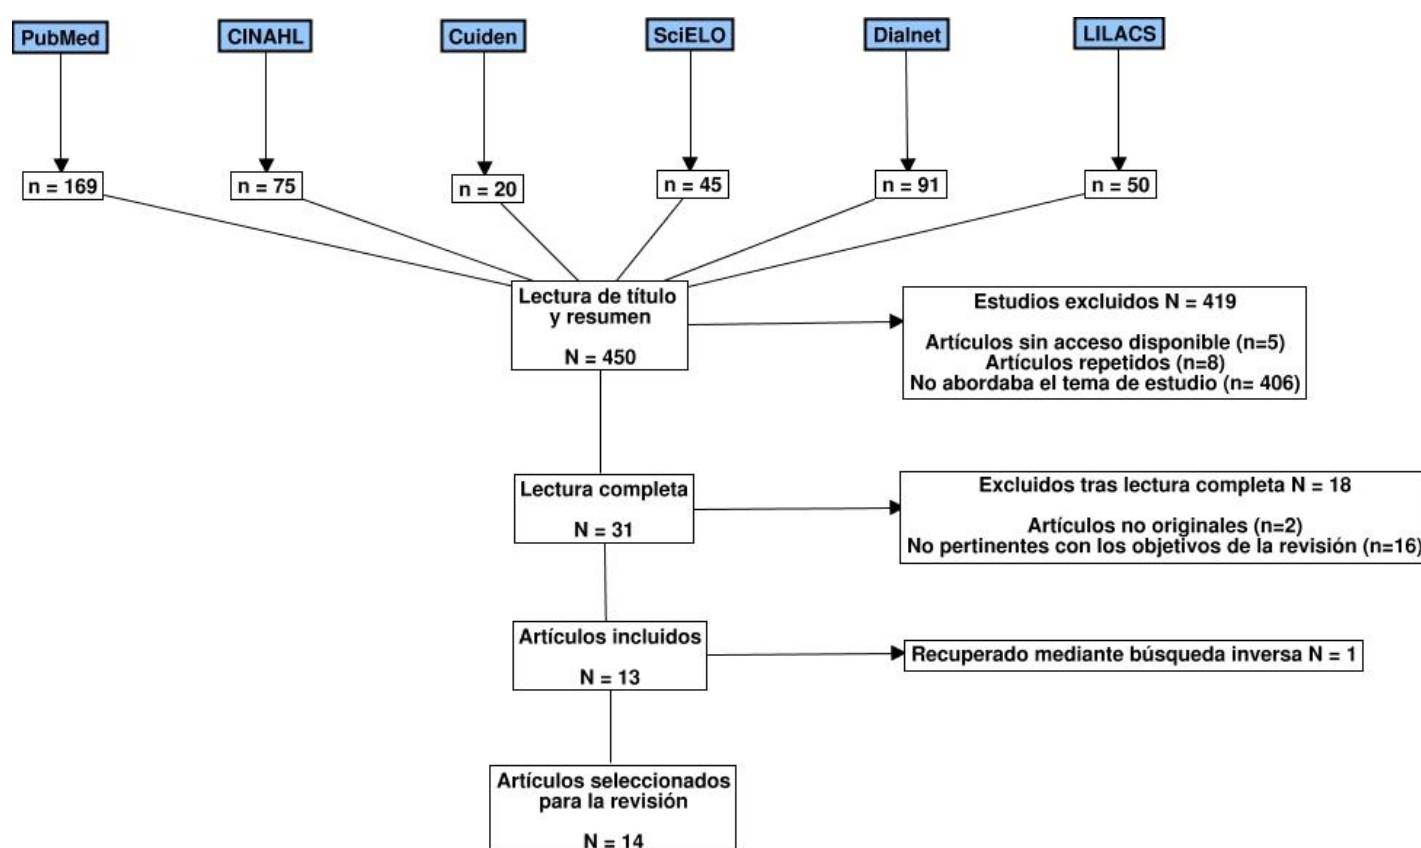 PubMed
CINAHL
Cuiden
SciELO
Dialnet
LILACS
n = 169
n = 75
n = 20
n = 45
n = 91
n = 50
Lectura de título
y resumen
N = 450
Estudios excluidos N = 419
Artículos sin acceso disponible (n=5)
Artículos repetidos (n=8)
No abordaba el tema de estudio (n= 406)
Lectura completa
N = 31
Excluidos tras lectura completa N = 18
Artículos no originales (n=2)
No pertinentes con los objetivos de la revisión (n=16)
Artículos incluidos
N = 13
Recuperado mediante búsqueda inversa N = 1
Artículos seleccionados
para la revisión
N = 14